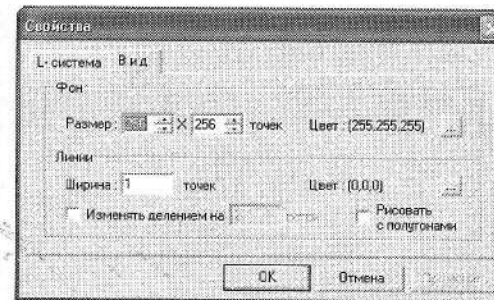 Свойства
L- система Вид
Фон:
Размер: × 256 точек Цвет: (255,255,255) ...
Линии
Ширина: 1 точек Цвет: (0,0,0) ...
Изменять делением на Рисовать
с полутонами
OK Отмена